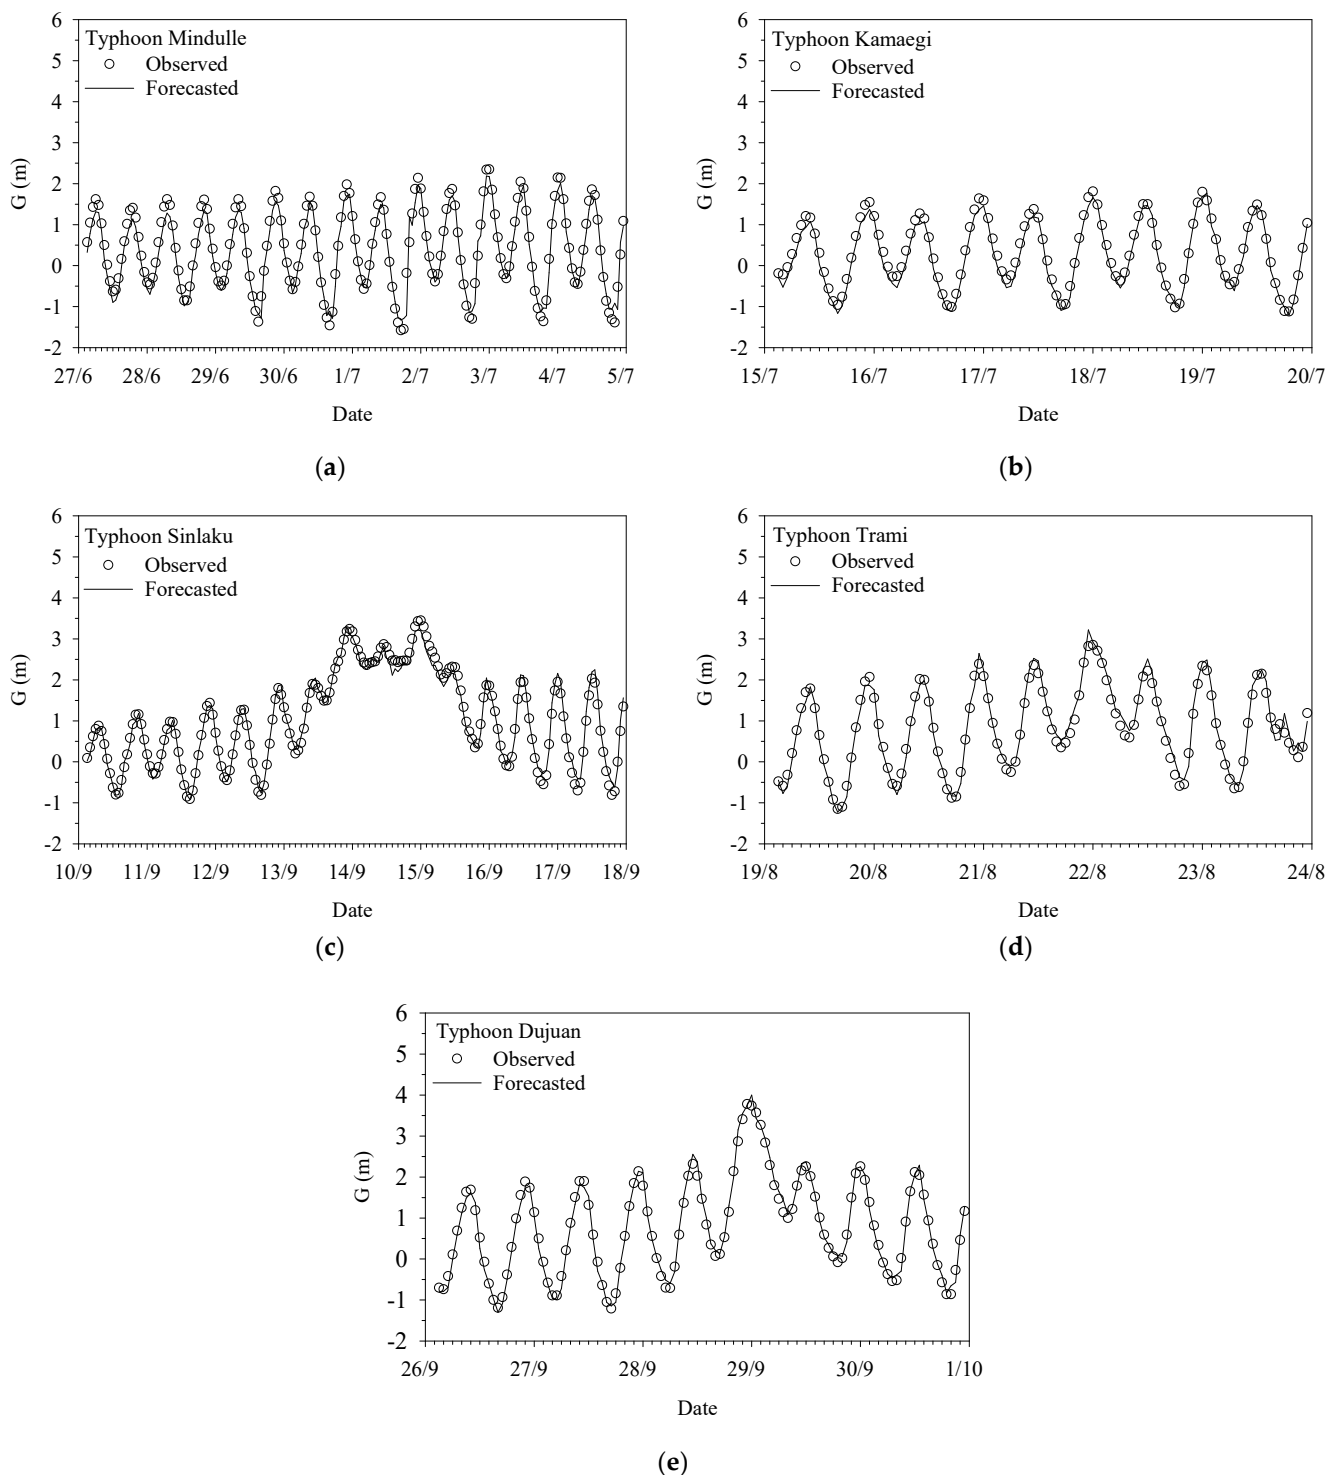 Typhoon Mindulle
Observed
Forecasted
6
5
4
3
2
1
0
-1
-2
G (m)
27/6 28/6 29/6 30/6 1/7 2/7 3/7 4/7 5/7
Date
(a)
Typhoon Kamaegi
Observed
Forecasted
6
5
4
3
2
1
0
-1
-2
G (m)
15/7 16/7 17/7 18/7 19/7 20/7
Date
(b)
Typhoon Sinlaku
Observed
Forecasted
6
5
4
3
2
1
0
-1
-2
G (m)
10/9 11/9 12/9 13/9 14/9 15/9 16/9 17/9 18/9
Date
(c)
Typhoon Trami
Observed
Forecasted
6
5
4
3
2
1
0
-1
-2
G (m)
19/8 20/8 21/8 22/8 23/8 24/8
Date
(d)
Typhoon Dujuan
Observed
Forecasted
6
5
4
3
2
1
0
-1
-2
G (m)
26/9 27/9 28/9 29/9 30/9 1/10
Date
(e)